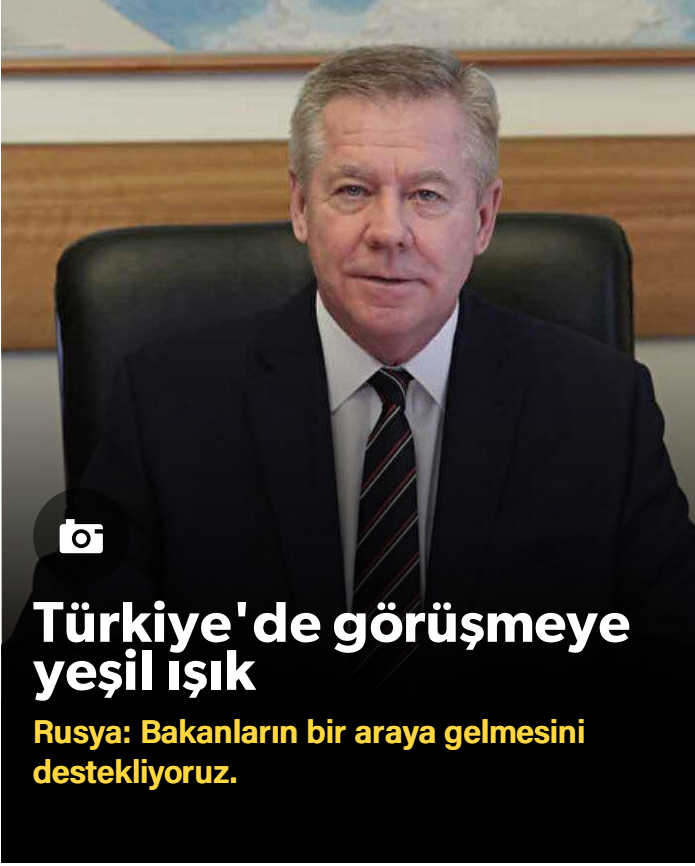 Türkiye'de görüşmeye
yeşil ışık
Rusya: Bakanların bir araya gelmesini
destekliyoruz.